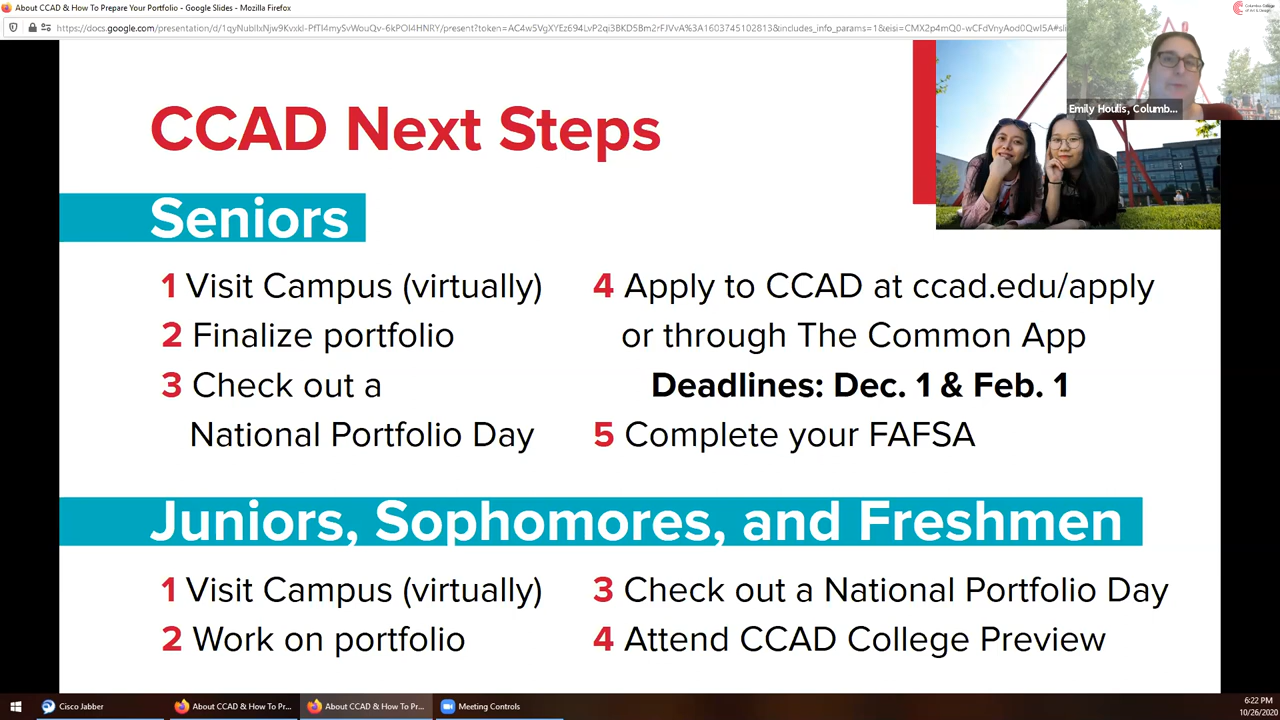 About CCAD & How To Prepare Your Portfolio - Google Slides - Mozilla Firefox
Columbus College
of Art & Design
Emily Houlis, Columb...
CCAD Next Steps
Seniors
1 Visit Campus (virtually)
2 Finalize portfolio
3 Check out a
National Portfolio Day
4 Apply to CCAD at ccad.edu/apply
or through The Common App
Deadlines: Dec. 1 & Feb. 1
5 Complete your FAFSA
Juniors, Sophomores, and Freshmen
1 Visit Campus (virtually)
2 Work on portfolio
3 Check out a National Portfolio Day
4 Attend CCAD College Preview
Cisco Jabber
About CCAD & How To Pr...
About CCAD & How To Pr...
Meeting Controls
6:22 PM
10/26/2020